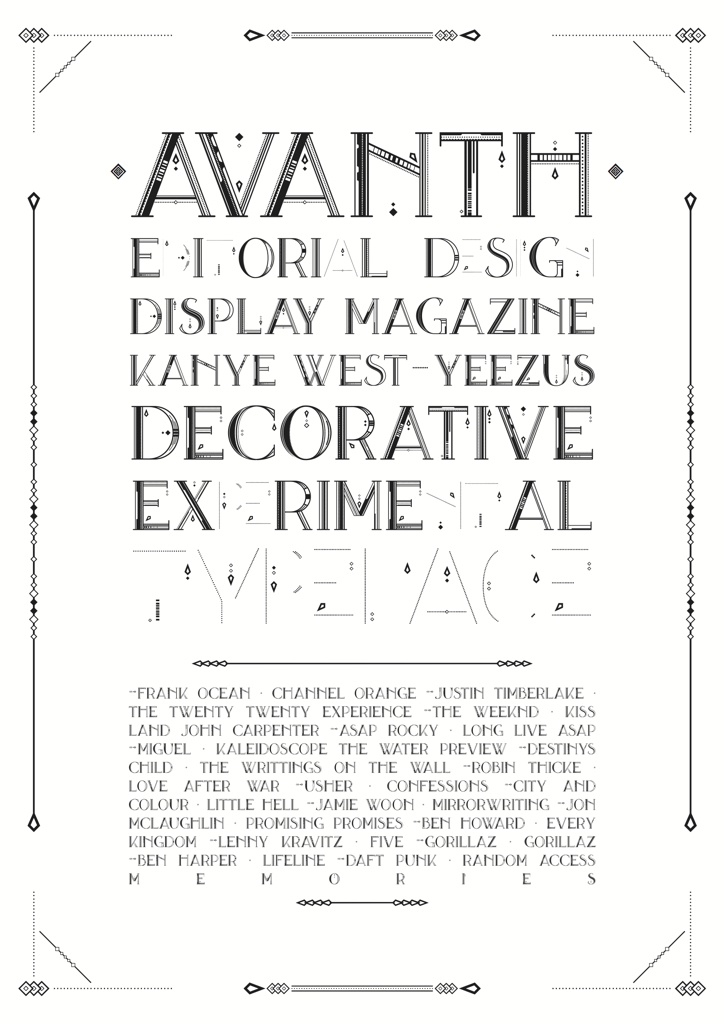 AVANTH
EDITORIAL DESIGN
DISPLAY MAGAZINE
KANYE WEST-YEEZUS
DECORATIVE
EXPERIMENTAL
TYPEFACE
--FRANK OCEAN · CHANNEL ORANGE --JUSTIN TIMBERLAKE ·
THE TWENTY TWENTY EXPERIENCE --THE WEEKND · KISS
LAND JOHN CARPENTER --ASAP ROCKY · LONG LIVE ASAP
--MIGUEL · KALEIDOSCOPE THE WATER PREVIEW --DESTINYS
CHILD · THE WRITTINGS ON THE WALL --ROBIN THICKE ·
LOVE AFTER WAR --USHER · CONFESSIONS --CITY AND
COLOUR · LITTLE HELL --JAMIE WOON · MIRRORWRITING --JON
MCLAUGHLIN · PROMISING PROMISES --BEN HOWARD · EVERY
KINGDOM --LENNY KRAVITZ · FIVE --GORILLAZ · GORILLAZ
--BEN HARPER · LIFELINE --DAFT PUNK · RANDOM ACCESS
MEMORIES